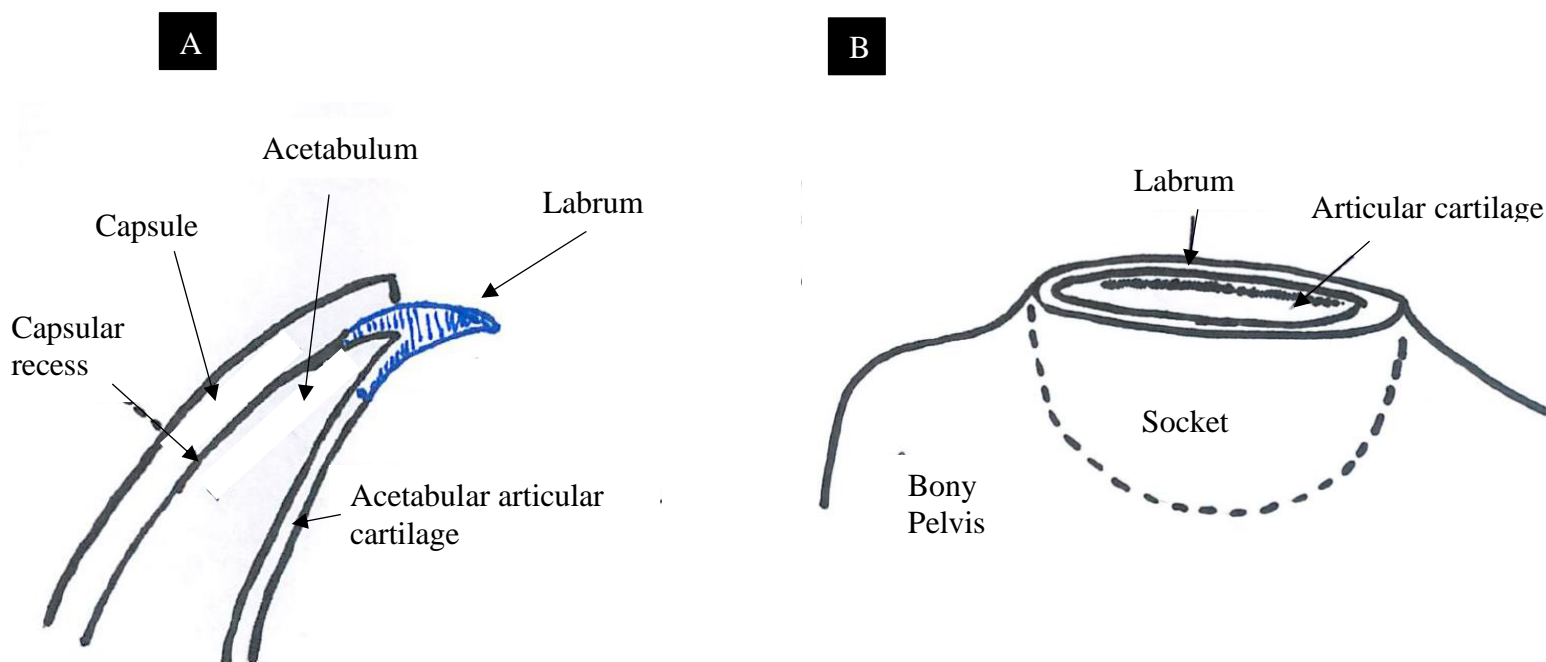 A
Acetabulum
Labrum
Capsule
Capsular
recess
Acetabular articular
cartilage
B
Labrum
Articular cartilage
Socket
Bony
Pelvis